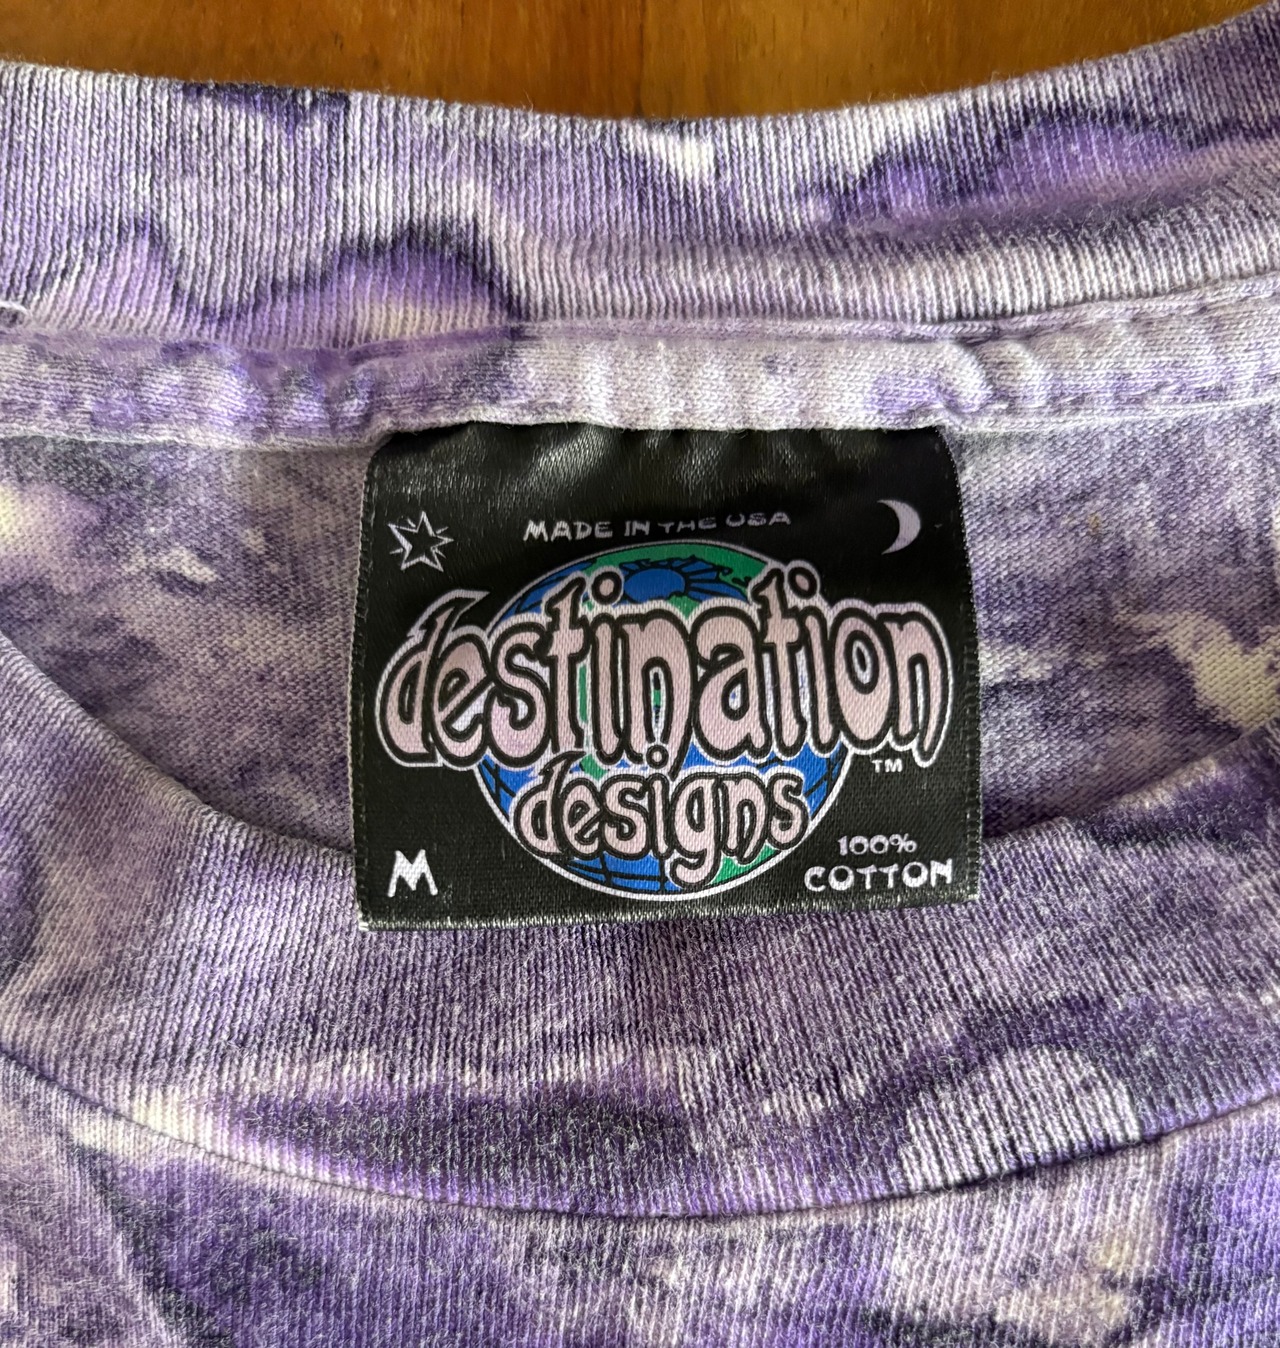 MADE IN THE USA
destination
designs
TM
100%
COTTON
M